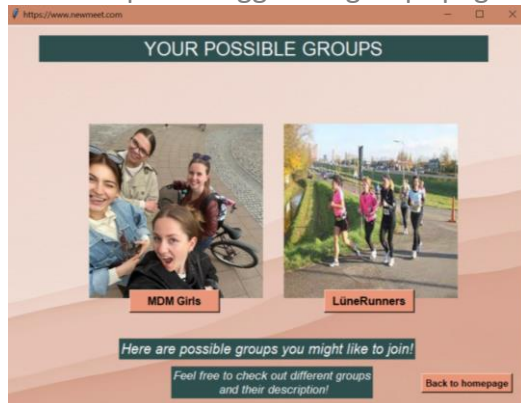 https://www.newmeet.com
YOUR POSSIBLE GROUPS
MDM Girls
LüneRunners
Here are possible groups you might like to join!
Feel free to check out different groups
and their description!
Back to homepage